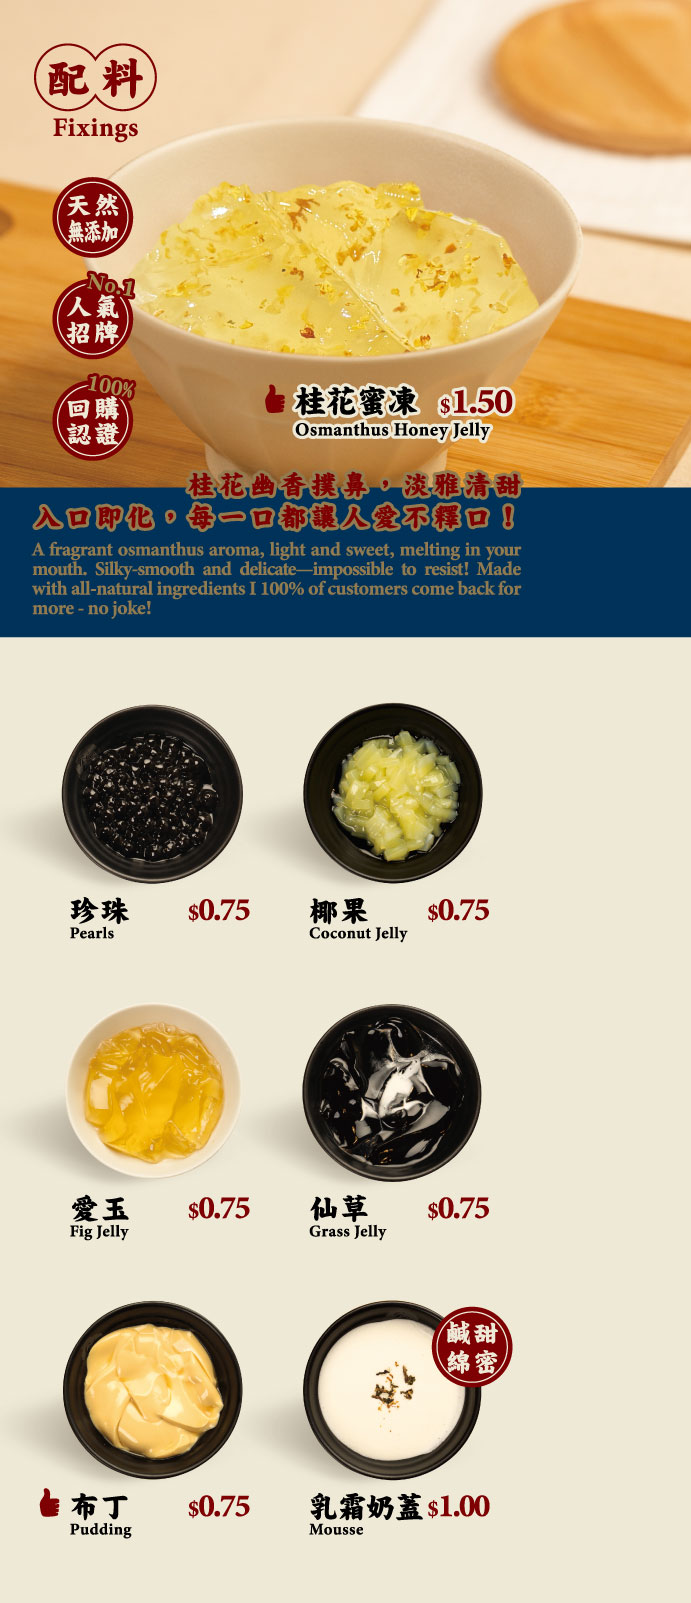 配料
Fixings
天然
無添加
No.1
人氣
招牌
100%
回購
認證
桂花蜜凍 $1.50
Osmanthus Honey Jelly
桂花幽香撲鼻，淡雅清甜
入口即化，每一口都讓人愛不釋口！
A fragrant osmanthus aroma, light and sweet, melting in your
mouth. Silky-smooth and delicate—impossible to resist! Made
with all-natural ingredients I 100% of customers come back for
more - no joke!
珍珠 $0.75
Pearls
椰果 $0.75
Coconut Jelly
愛玉 $0.75
Fig Jelly
仙草 $0.75
Grass Jelly
鹹甜
綿密
布丁 $0.75
Pudding
乳霜奶蓋 $1.00
Mousse